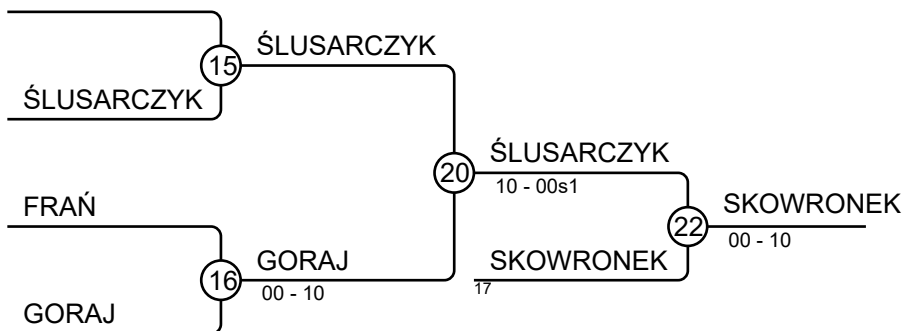 ŚLUSARCZYK
15
ŚLUSARCZYK
ŚLUSARCZYK
20
10 - 00s1
FRAŃ
SKOWRONEK
22
00 - 10
GORAJ
SKOWRONEK
16
00 - 10
17
GORAJ